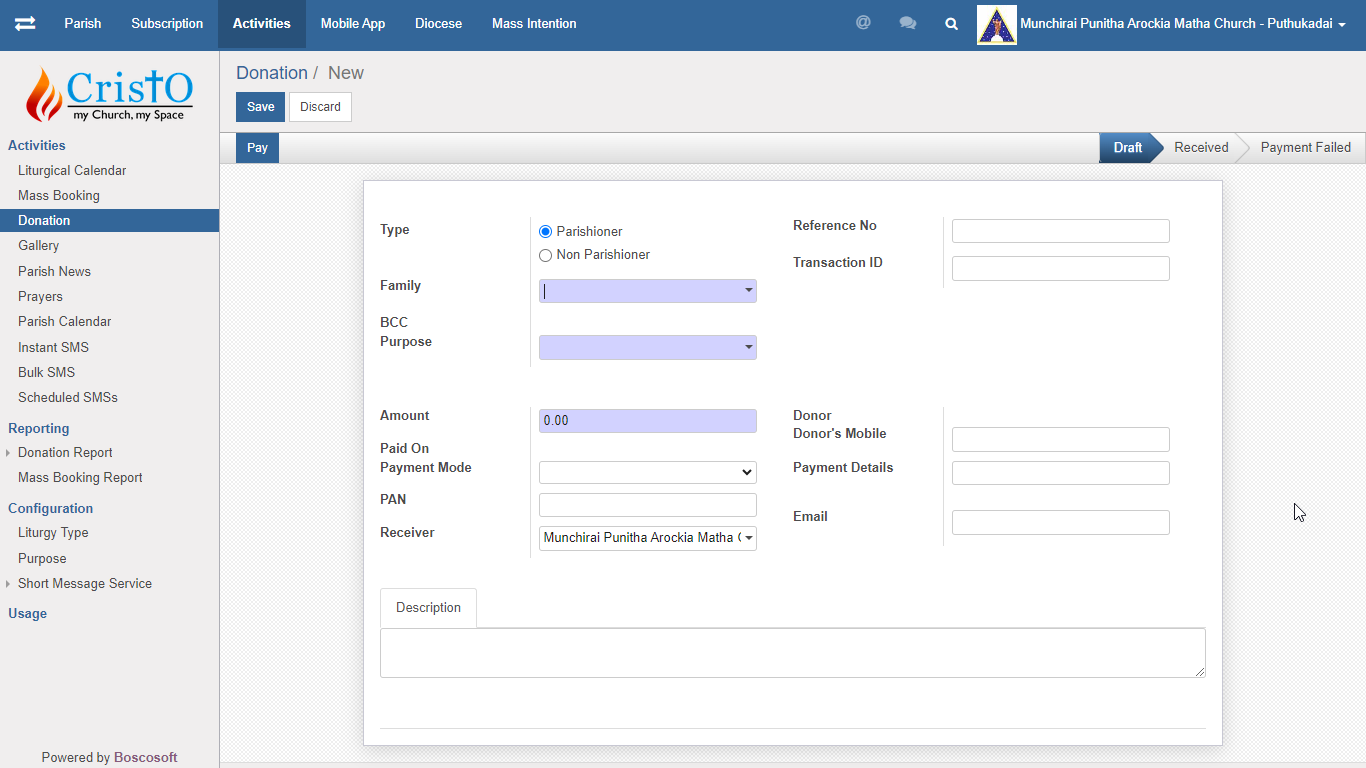 Parish Subscription Activities Mobile App Diocese Mass Intention @ Munchirai Punitha Arockia Matha Church - Puthukadai
CristO
my Church, my Space
Activities
Liturgical Calendar
Mass Booking
Donation
Gallery
Parish News
Prayers
Parish Calendar
Instant SMS
Bulk SMS
Scheduled SMSs
Reporting
Donation Report
Mass Booking Report
Configuration
Liturgy Type
Purpose
Short Message Service
Usage
Powered by Boscosoft
Donation / New
Save Discard
Pay Draft Received Payment Failed
Type Parishioner
Non Parishioner
Family
BCC
Purpose
Reference No
Transaction ID
Amount 0.00
Paid On
Payment Mode
PAN
Receiver Munchirai Punitha Arockia Matha
Donor
Donor's Mobile
Payment Details
Email
Description